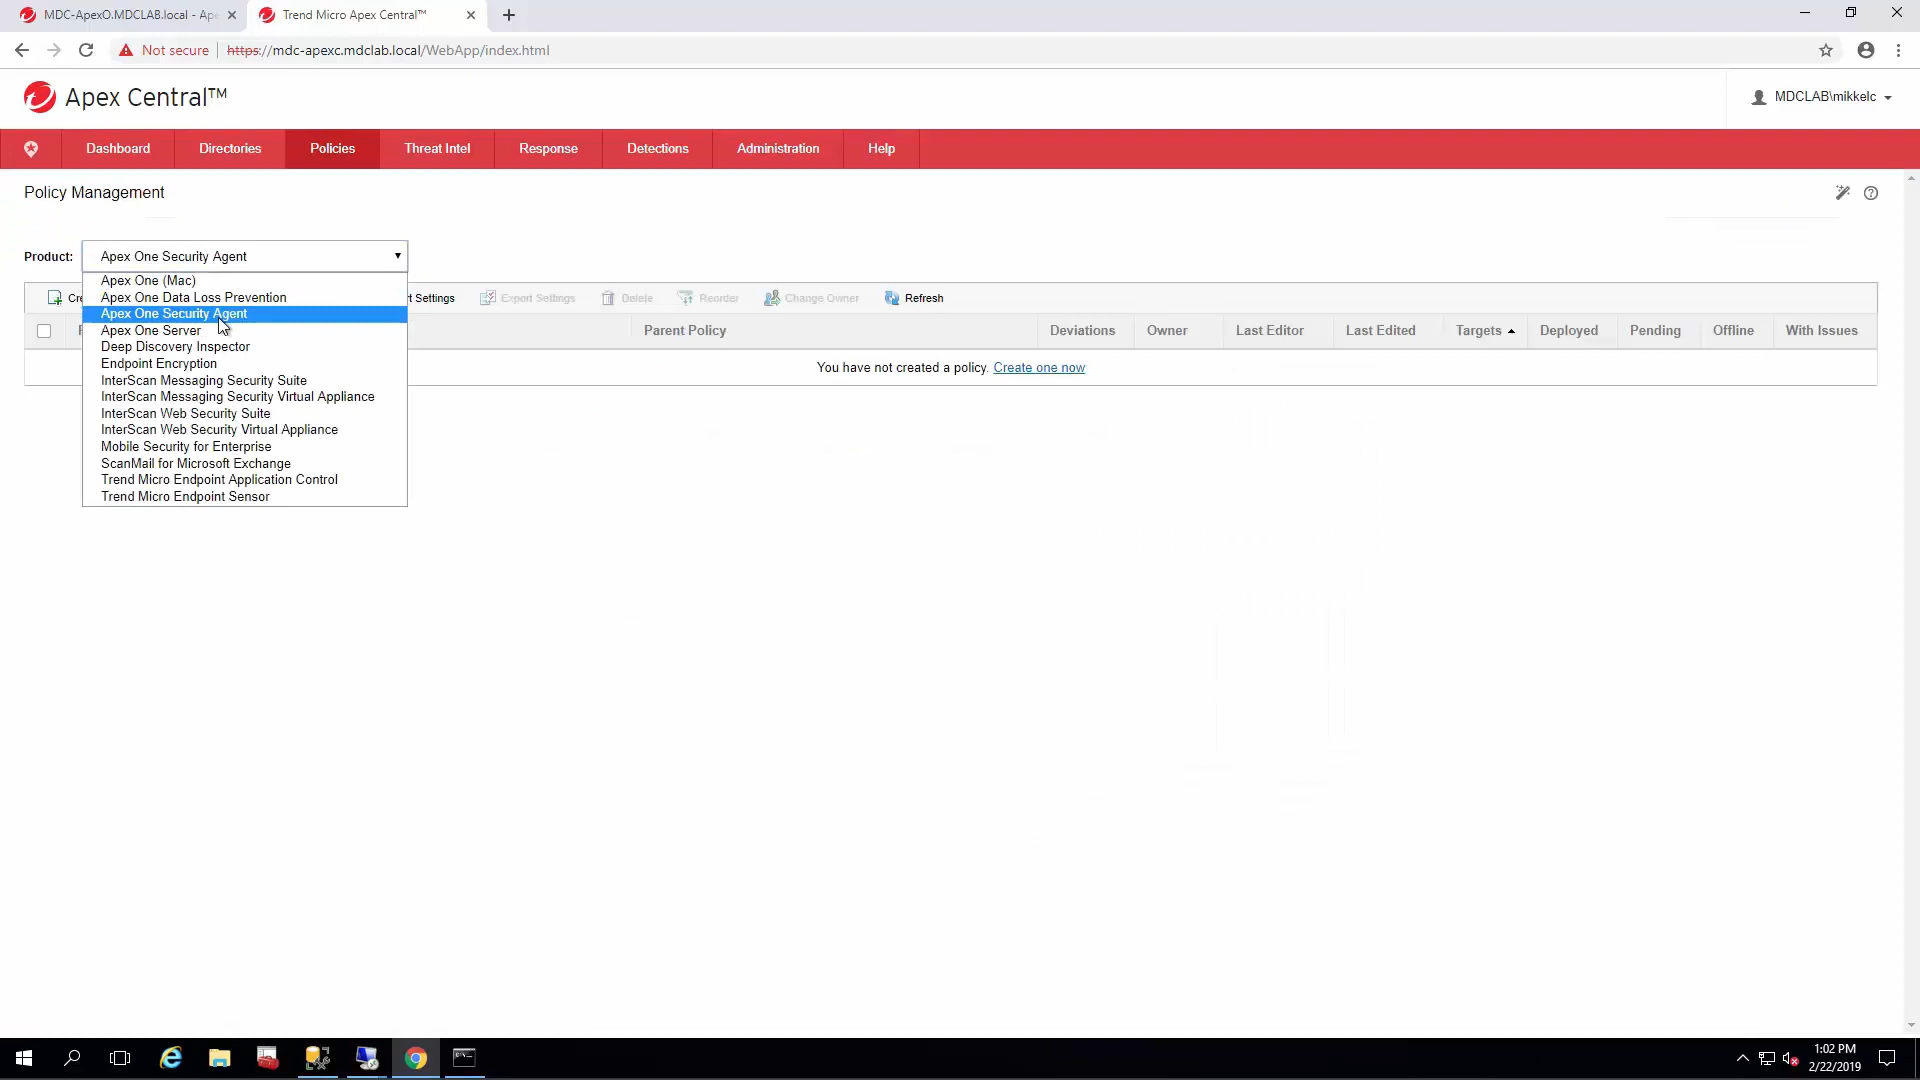 MDC-ApexO.MDCLAB.local - Ape
Trend Micro Apex Central™
Not secure
https://mdc-apexc.mdclab.local/WebApp/index.html
Apex Central™
MDCLAB\mikkelc
Dashboard
Directories
Policies
Threat Intel
Response
Detections
Administration
Help
Policy Management
Product:
Apex One Security Agent
Apex One (Mac)
Apex One Data Loss Prevention
Apex One Security Agent
Apex One Server
Deep Discovery Inspector
Endpoint Encryption
InterScan Messaging Security Suite
InterScan Messaging Security Virtual Appliance
InterScan Web Security Suite
InterScan Web Security Virtual Appliance
Mobile Security for Enterprise
ScanMail for Microsoft Exchange
Trend Micro Endpoint Application Control
Trend Micro Endpoint Sensor
Cre
rt Settings
Export Settings
Delete
Reorder
Change Owner
Refresh
Parent Policy
Deviations
Owner
Last Editor
Last Edited
Targets
Deployed
Pending
Offline
With Issues
You have not created a policy. Create one now
1:02 PM
2/22/2019